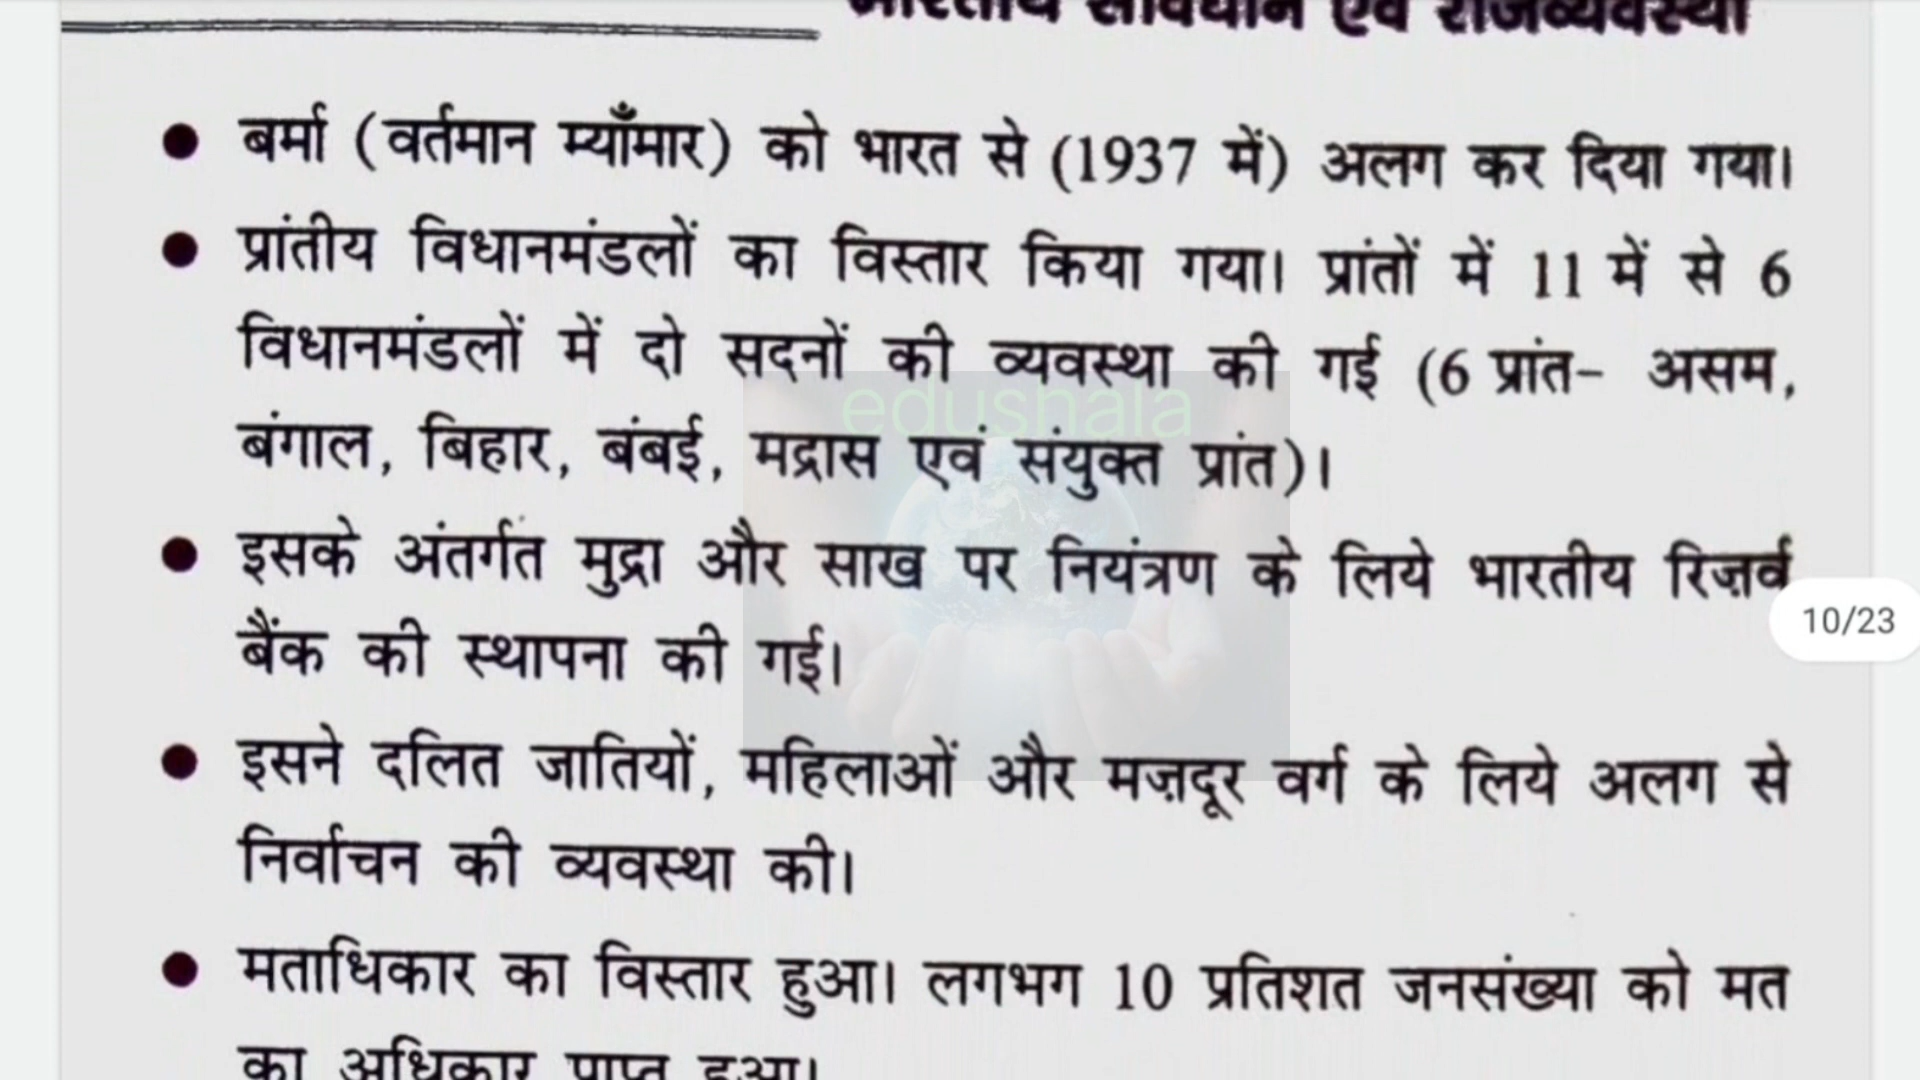 भारतीय संविधान एवं राजव्यवस्था
बर्मा (वर्तमान म्याँमार) को भारत से (1937 में) अलग कर दिया गया।
प्रांतीय विधानमंडलों का विस्तार किया गया। प्रांतों में 11 में से 6
विधानमंडलों में दो सदनों की व्यवस्था की गई (6 प्रांत- असम,
edushala
बंगाल, बिहार, बंबई, मद्रास एवं संयुक्त प्रांत)।
इसके अंतर्गत मुद्रा और साख पर नियंत्रण के लिये भारतीय रिज़र्व
10/23
बैंक की स्थापना की गई।
इसने दलित जातियों, महिलाओं और मज़दूर वर्ग के लिये अलग से
निर्वाचन की व्यवस्था की।
मताधिकार का विस्तार हुआ। लगभग 10 प्रतिशत जनसंख्या को मत
का अधिकार प्राप्त हुआ।